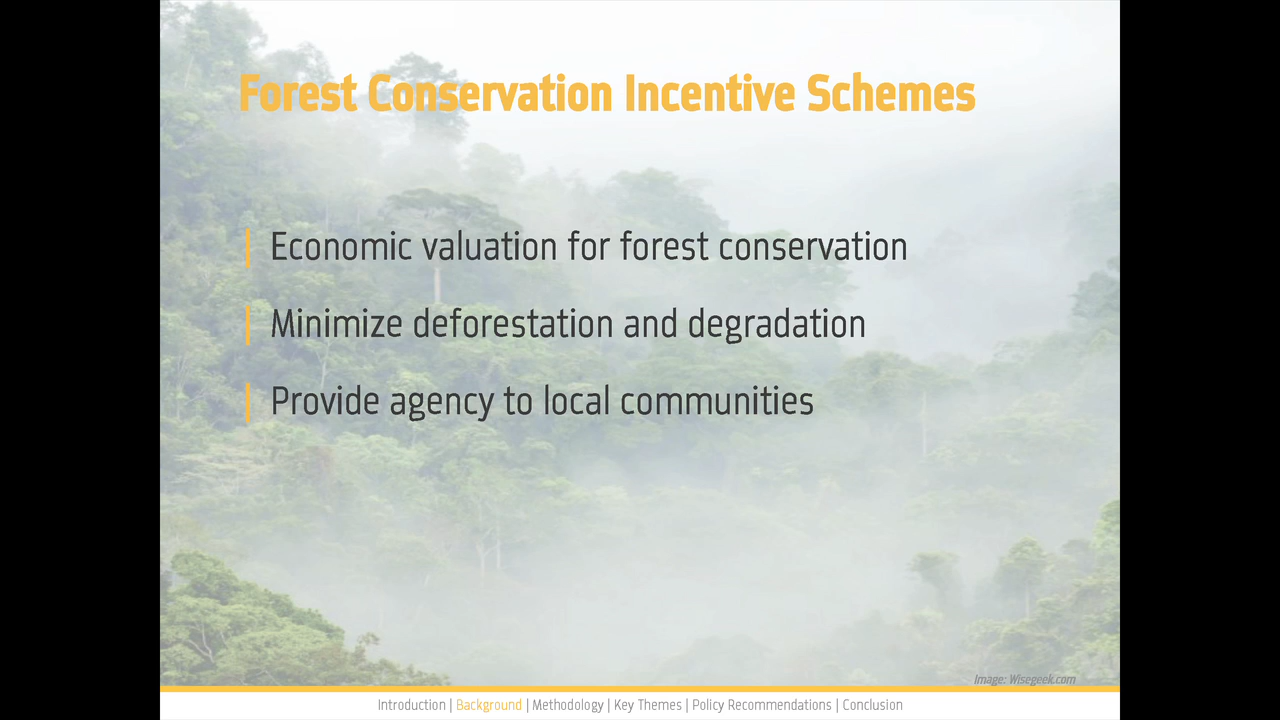 Forest Conservation Incentive Schemes
Economic valuation for forest conservation
Minimize deforestation and degradation
Provide agency to local communities
Image: Wisegeek.com
Introduction | Background | Methodology | Key Themes | Policy Recommendations | Conclusion